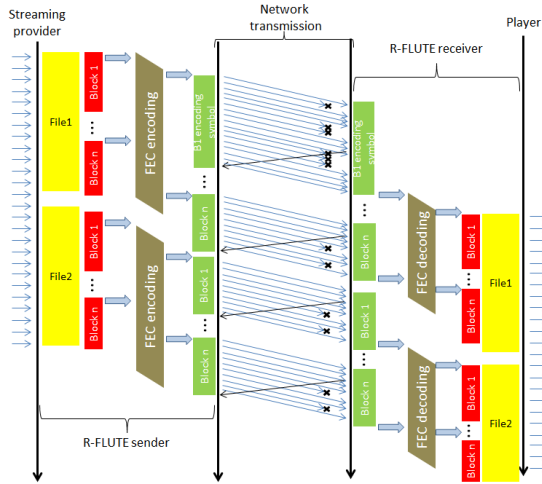 Streaming
provider
Network
transmission
Player
R-FLUTE receiver
File1
Block 1
...
Block n
FEC encoding
B1 encoding
symbol
...
Block n
B1 encoding
symbol
...
Block n
FEC decoding
Block 1
...
Block n
File1
File2
Block 1
...
Block n
FEC encoding
Block 1
...
Block n
Block 1
...
Block n
FEC decoding
Block 1
...
Block n
File2
R-FLUTE sender